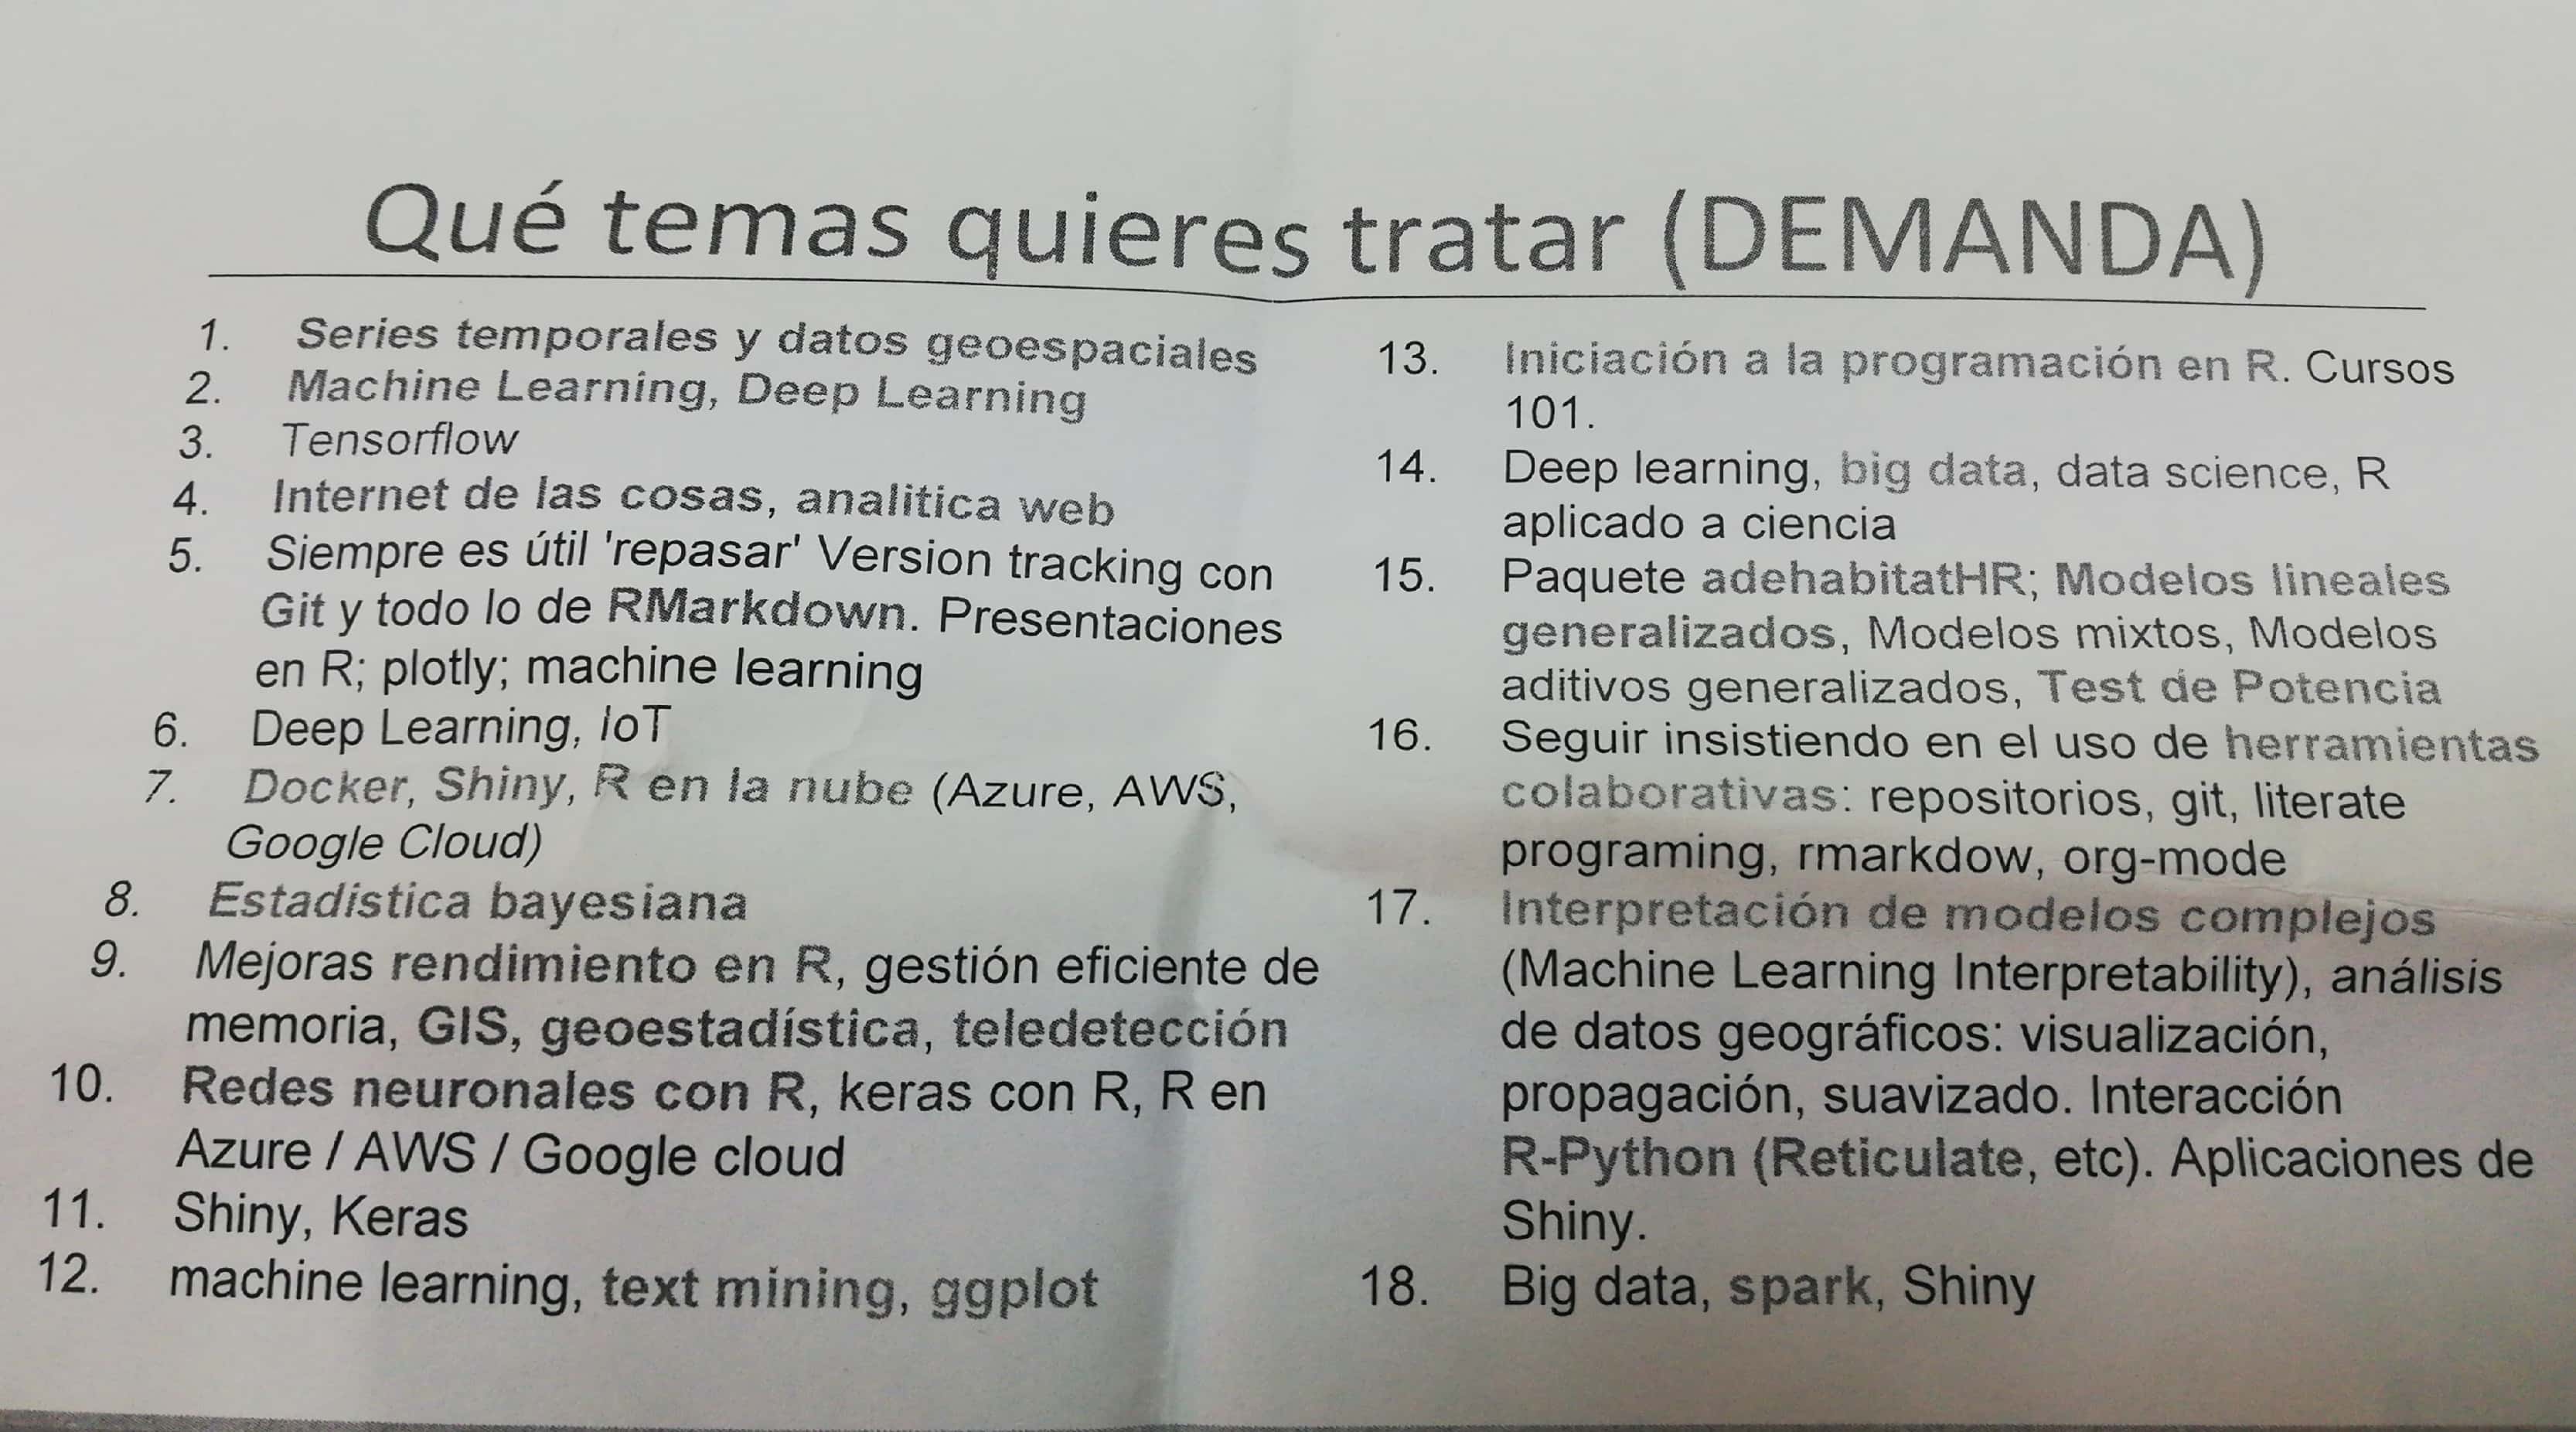 Qué temas quieres tratar (DEMANDA)
1. Series temporales y datos geoespaciales
2. Machine Learning, Deep Learning
3. Tensorflow
4. Internet de las cosas, analitica web
5. Siempre es útil 'repasar' Version tracking con
Git y todo lo de RMarkdown. Presentaciones
en R; plotly; machine learning
6. Deep Learning, IoT
7. Docker, Shiny, R en la nube (Azure, AWS,
Google Cloud)
8. Estadistica bayesiana
9. Mejoras rendimiento en R, gestión eficiente de
memoria, GIS, geoestadística, teledetección
10. Redes neuronales con R, keras con R, R en
Azure / AWS / Google cloud
11. Shiny, Keras
12. machine learning, text mining, ggplot
13. Iniciación a la programación en R. Cursos
101.
14. Deep learning, big data, data science, R
aplicado a ciencia
15. Paquete adehabitatHR; Modelos lineales
generalizados, Modelos mixtos, Modelos
aditivos generalizados, Test de Potencia
16. Seguir insistiendo en el uso de herramientas
colaborativas: repositorios, git, literate
programing, rmarkdow, org-mode
17. Interpretación de modelos complejos
(Machine Learning Interpretability), análisis
de datos geográficos: visualización,
propagación, suavizado. Interacción
R-Python (Reticulate, etc). Aplicaciones de
Shiny.
18. Big data, spark, Shiny